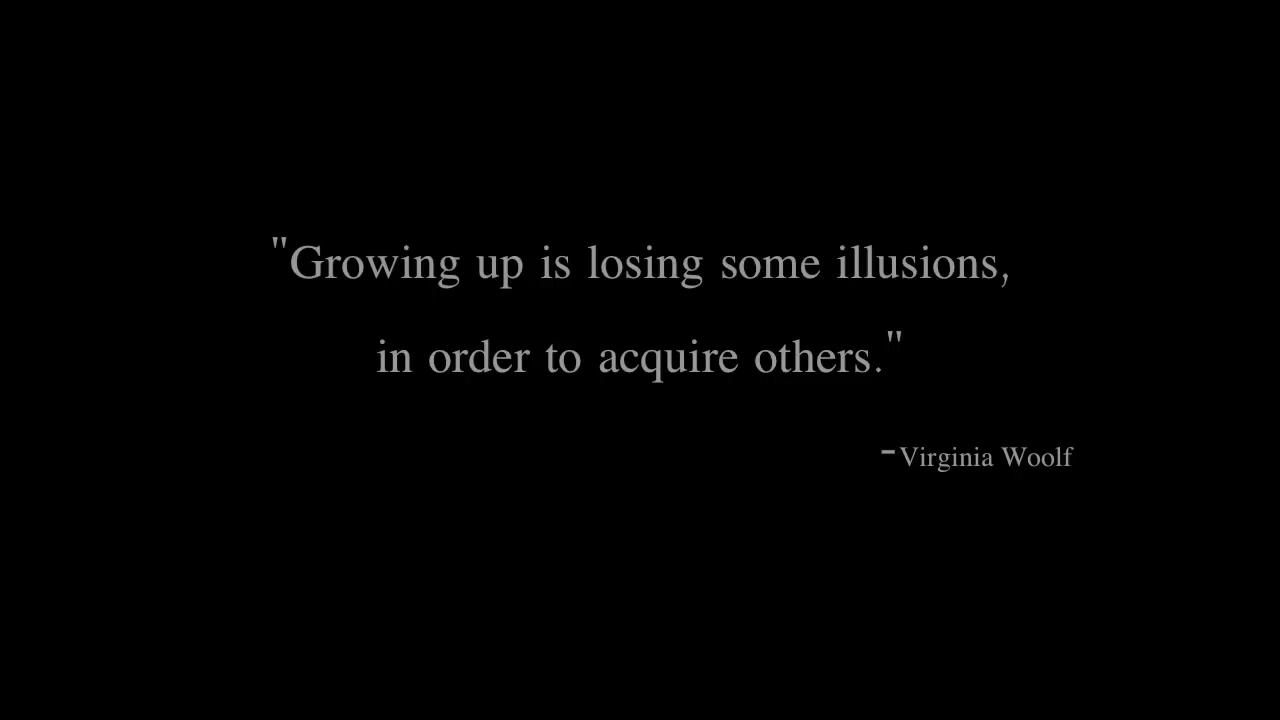 "Growing up is losing some illusions,
in order to acquire others."
-Virginia Woolf